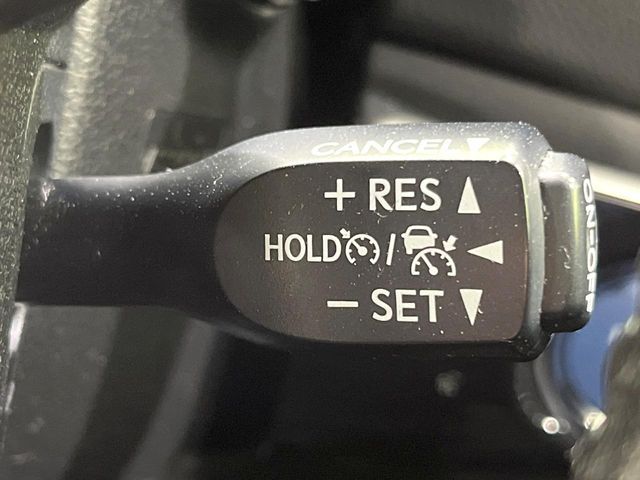 CANCEL▼
+ RES ▲
HOLD / ◀
− SET ▼
ON-OFF